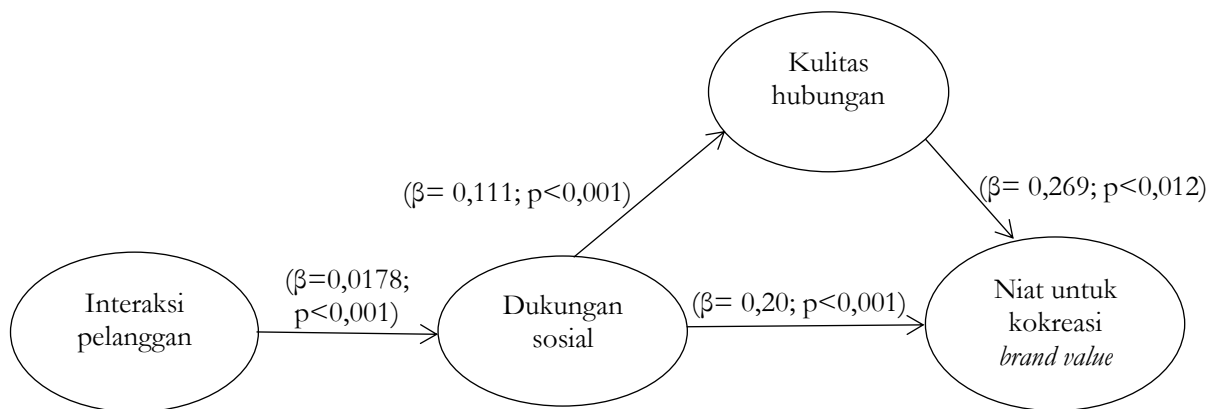 Kulitas
hubungan
(β= 0,111; p<0,001)
(β= 0,269; p<0,012)
Interaksi
pelanggan
(β=0,0178;
p<0,001)
Dukungan
sosial
(β= 0,20; p<0,001)
Niat untuk
kokreasi
brand value